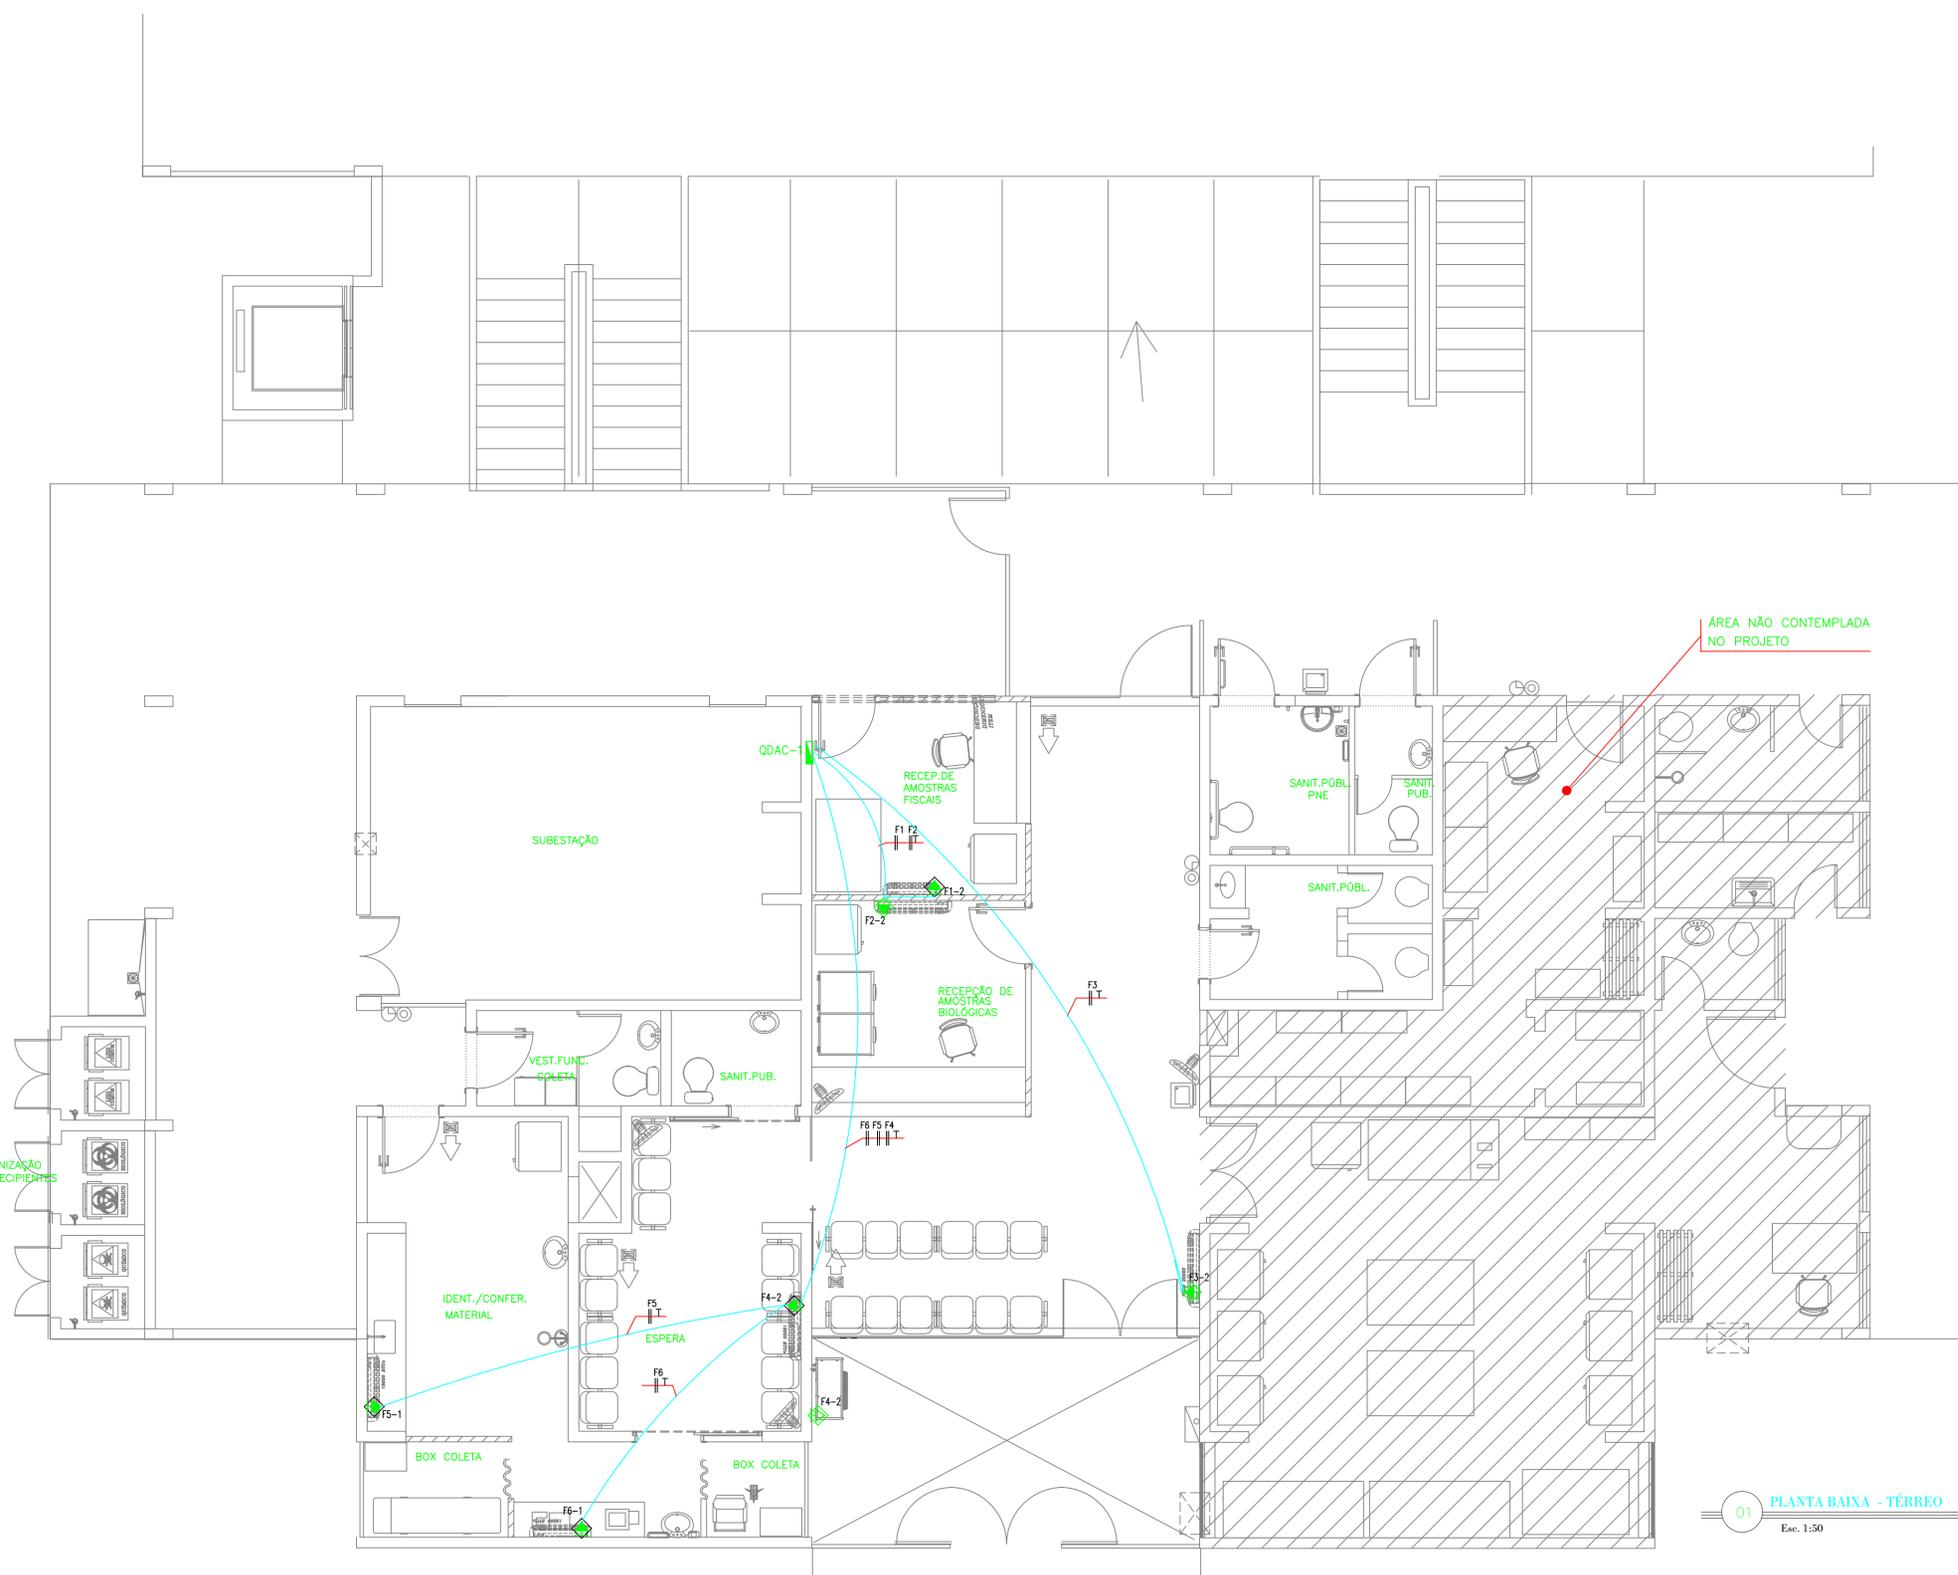 ÁREA NÃO CONTEMPLADA
NO PROJETO
QDAC-1
RECEP.DE
AMOSTRAS
FISCAIS
SANIT.PÚBL.
PNE
SANIT.
PUB.
F1 F2
SUBESTAÇÃO
F1-2
SANIT.PÚBL.
F2-2
F3
RECEPÇÃO DE
AMOSTRAS
BIOLÓGICAS
VEST.FUNC.
COLETA
SANIT.PUB.
F6 F5 F4
NIZAÇÃO
ECIPIENTES
F3-2
IDENT./CONFER.
MATERIAL
F4-2
F5
ESPERA
F6
F5-1
F4-2
BOX COLETA
BOX COLETA
F6-1
01
PLANTA BAIXA - TÉRREO
Esc. 1:50